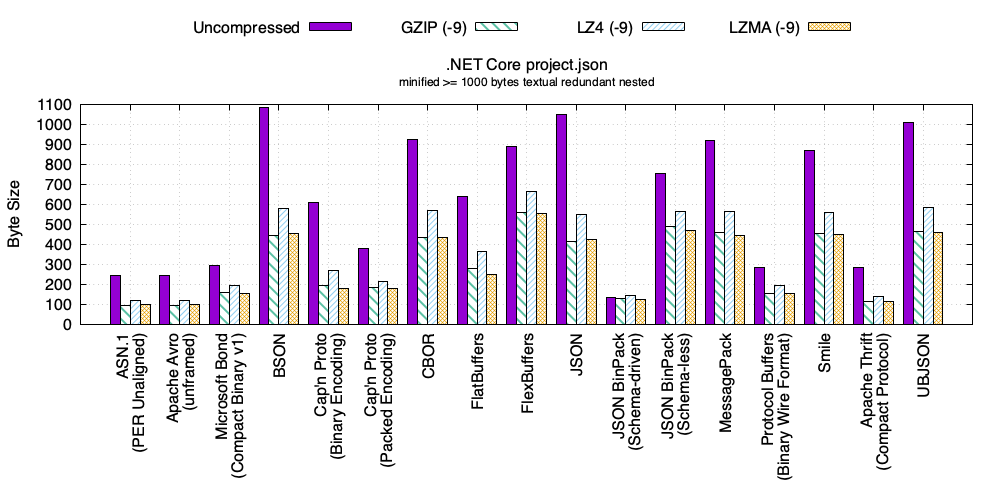 Uncompressed GZIP (-9) LZ4 (-9) LZMA (-9)
.NET Core project.json
minified >= 1000 bytes textual redundant nested
Byte Size
1100
1000
900
800
700
600
500
400
300
200
100
0
ASN.1
(PER Unaligned)
Apache Avro
(unframed)
Microsoft Bond
(Compact Binary v1)
BSON
Cap'n Proto
(Binary Encoding)
Cap'n Proto
(Packed Encoding)
CBOR
FlatBuffers
FlexBuffers
JSON
JSON BinPack
(Schema-driven)
JSON BinPack
(Schema-less)
MessagePack
Protocol Buffers
(Binary Wire Format)
Smile
Apache Thrift
(Compact Protocol)
UBJSON